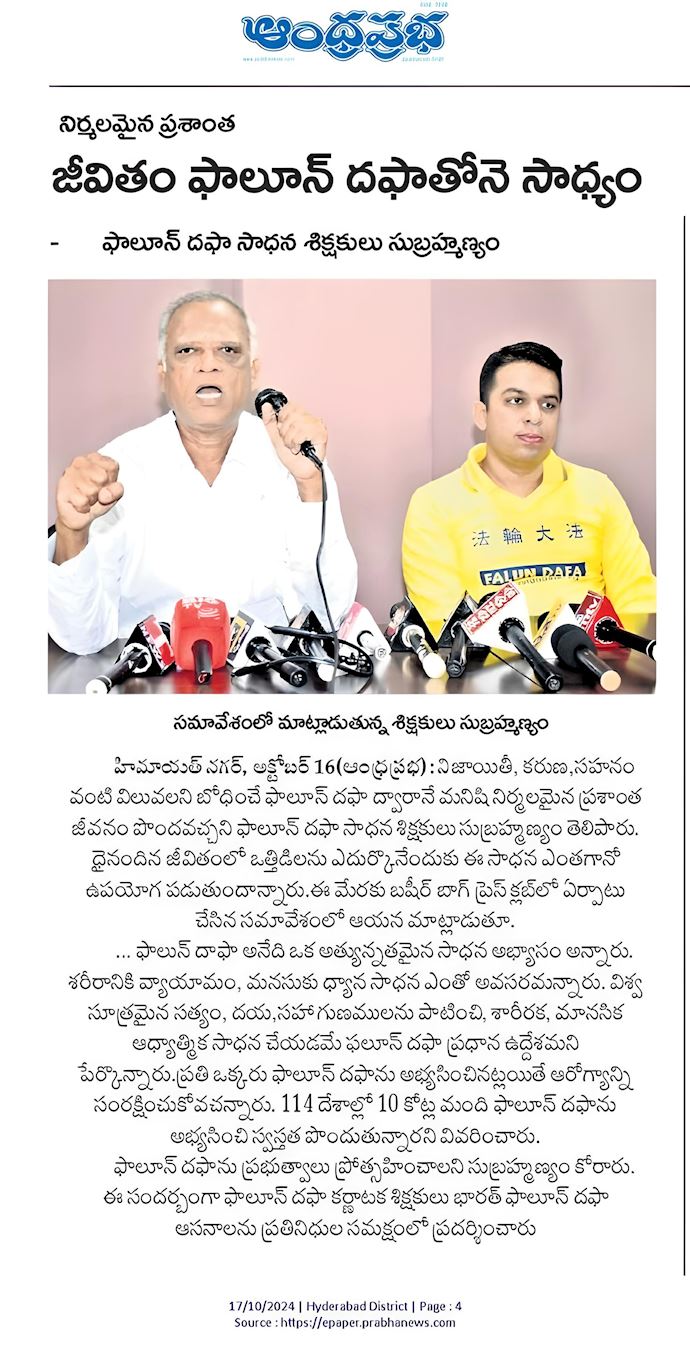 ఆంధ్రప్రభ
నిర్మలమైన ప్రశాంత
జీవితం ఫాలూన్ దఫాతోనె సాధ్యం
- ఫాలూన్ దఫా సాధన శిక్షకులు సుబ్రహ్మణ్యం
法 輪 大 法
FALUN DAFA
సమావేశంలో మాట్లాడుతున్న శిక్షకులు సుబ్రహ్మణ్యం
హిమాయత్ నగర్, అక్టోబర్ 16(ఆంధ్రప్రభ):నిజాయితీ, కరుణ,సహనం
వంటి విలువలని బోధించే ఫాలూన్ దఫా ద్వారానే మనిషి నిర్మలమైన ప్రశాంత
జీవనం పొందవచ్చని ఫాలూన్ దఫా సాధన శిక్షకులు సుబ్రహ్మణ్యం తెలిపారు.
దైనందిన జీవితంలో ఒత్తిడిలను ఎదుర్కొనేందుకు ఈ సాధన ఎంతగానో
ఉపయోగ పడుతుందాన్నారు.ఈ మేరకు బషీర్ బాగ్ ప్రెస్ క్లబ్‌లో ఏర్పాటు
చేసిన సమావేశంలో ఆయన మాట్లాడుతూ.
... ఫాలున్ దాఫా అనేది ఒక అత్యున్నతమైన సాధన అభ్యాసం అన్నారు.
శరీరానికి వ్యాయామం, మనసుకు ధ్యాన సాధన ఎంతో అవసరమన్నారు. విశ్వ
సూత్రమైన సత్యం, దయ,సహా గుణములను పాటించి, శారీరక, మానసిక
ఆధ్యాత్మిక సాధన చేయడమే ఫలూన్ దఫా ప్రధాన ఉద్దేశమని
పేర్కొన్నారు.ప్రతి ఒక్కరు ఫాలూన్ దఫాను అభ్యసించినట్లయితే ఆరోగ్యాన్ని
సంరక్షించుకోవచన్నారు. 114 దేశాల్లో 10 కోట్ల మంది ఫాలూన్ దఫాను
అభ్యసించి స్వస్తత పొందుతున్నారని వివరించారు.
ఫాలూన్ దఫాను ప్రభుత్వాలు ప్రోత్సహించాలని సుబ్రహ్మణ్యం కోరారు.
ఈ సందర్బంగా ఫాలూన్ దఫా కర్ణాటక శిక్షకులు భారత్ ఫాలూన్ దఫా
ఆసనాలను ప్రతినిధుల సమక్షంలో ప్రదర్శించారు
17/10/2024 | Hyderabad District | Page : 4
Source : https://epaper.prabhanews.com